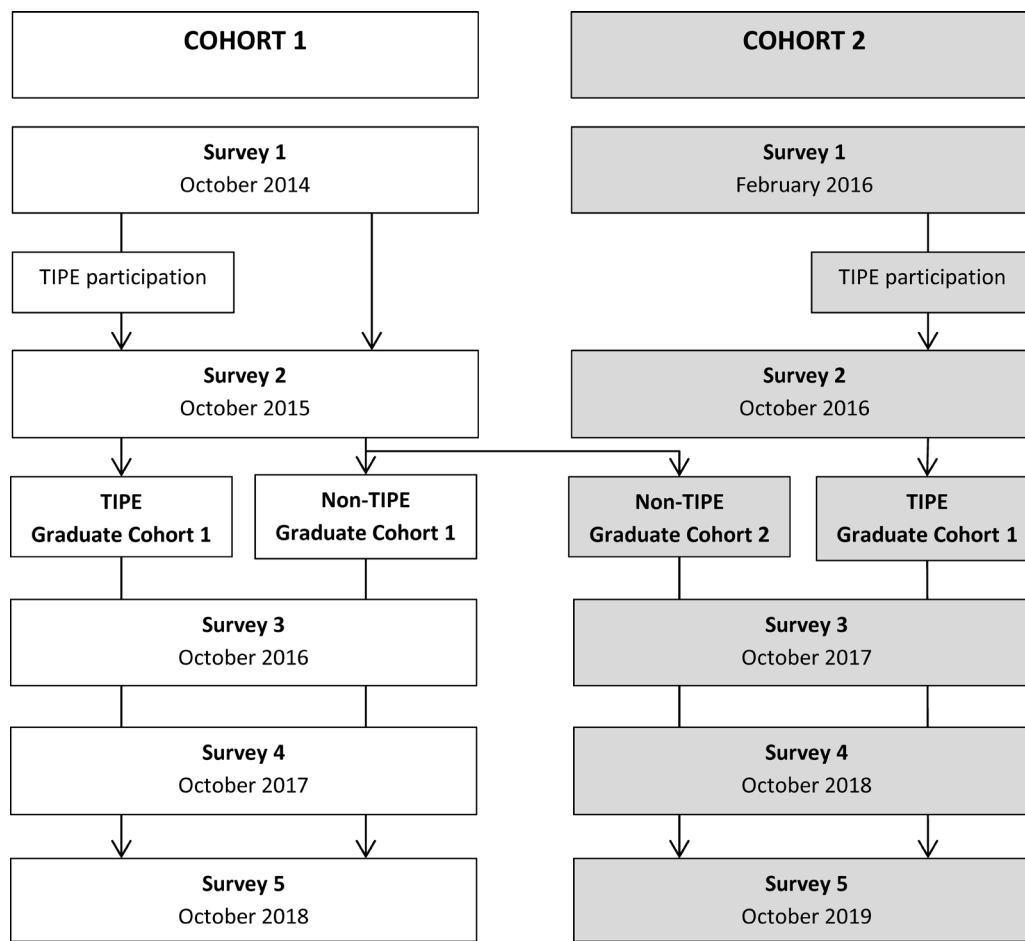 COHORT 1
COHORT 2
Survey 1
October 2014
Survey 1
February 2016
TIPE participation
TIPE participation
Survey 2
October 2015
Survey 2
October 2016
TIPE
Graduate Cohort 1
Non-TIPE
Graduate Cohort 1
Non-TIPE
Graduate Cohort 2
TIPE
Graduate Cohort 1
Survey 3
October 2016
Survey 3
October 2017
Survey 4
October 2017
Survey 4
October 2018
Survey 5
October 2018
Survey 5
October 2019